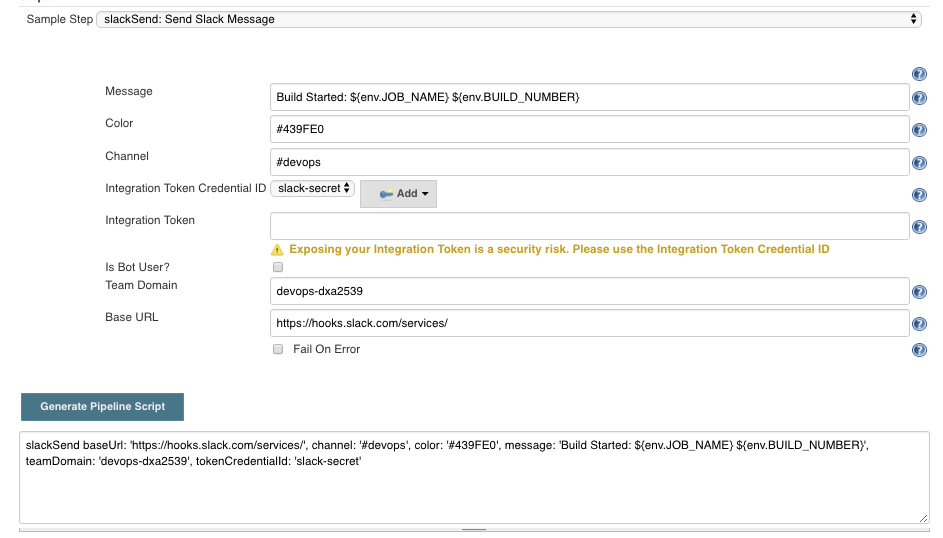 Sample Step slackSend: Send Slack Message
Message Build Started: ${env.JOB_NAME} ${env.BUILD_NUMBER}
Color #439FE0
Channel #devops
Integration Token Credential ID slack-secret Add
Integration Token
Exposing your Integration Token is a security risk. Please use the Integration Token Credential ID
Is Bot User?
Team Domain devops-dxa2539
Base URL https://hooks.slack.com/services/
Fail On Error
Generate Pipeline Script
slackSend baseUrl: 'https://hooks.slack.com/services/', channel: '#devops', color: '#439FE0', message: 'Build Started: ${env.JOB_NAME} ${env.BUILD_NUMBER}',
teamDomain: 'devops-dxa2539', tokenCredentialId: 'slack-secret'